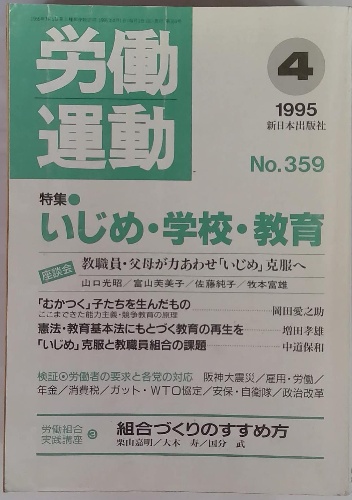 労働
運動
4
1995
新日本出版社
No.359
特集●
いじめ・学校・教育
座談会
教職員・父母が力あわせ「いじめ」克服へ
山口光昭／富山芙美子／佐藤純子／牧本富雄
「むかつく」子たちを生んだもの
ここまできた能力主義・競争教育の原理
岡田愛之助
憲法・教育基本法にもとづく教育の再生を
増田孝雄
「いじめ」克服と教職員組合の課題
中道保和
検証⦿労働者の要求と各党の対応 阪神大震災／雇用・労働／
年金／消費税／ガット・WTO協定／安保・自衛隊／政治改革
労働組合
実践講座
3
組合づくりのすすめ方
栗山嘉明／大木 寿／国分 武